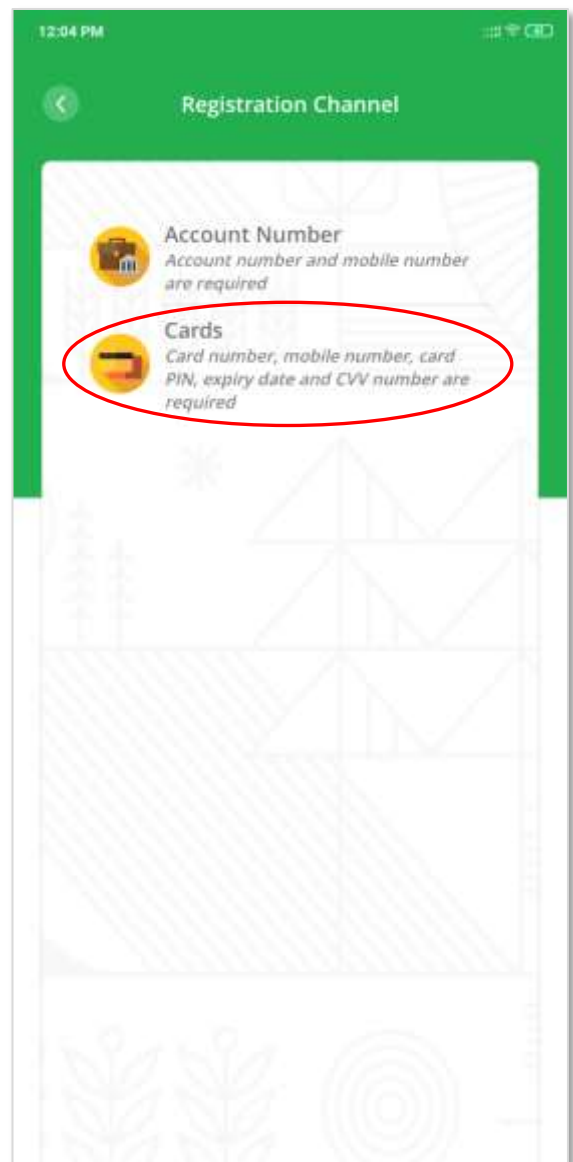 12:04 PM
Registration Channel
Account Number
Account number and mobile number
are required
Cards
Card number, mobile number, card
PIN, expiry date and CVV number are
required